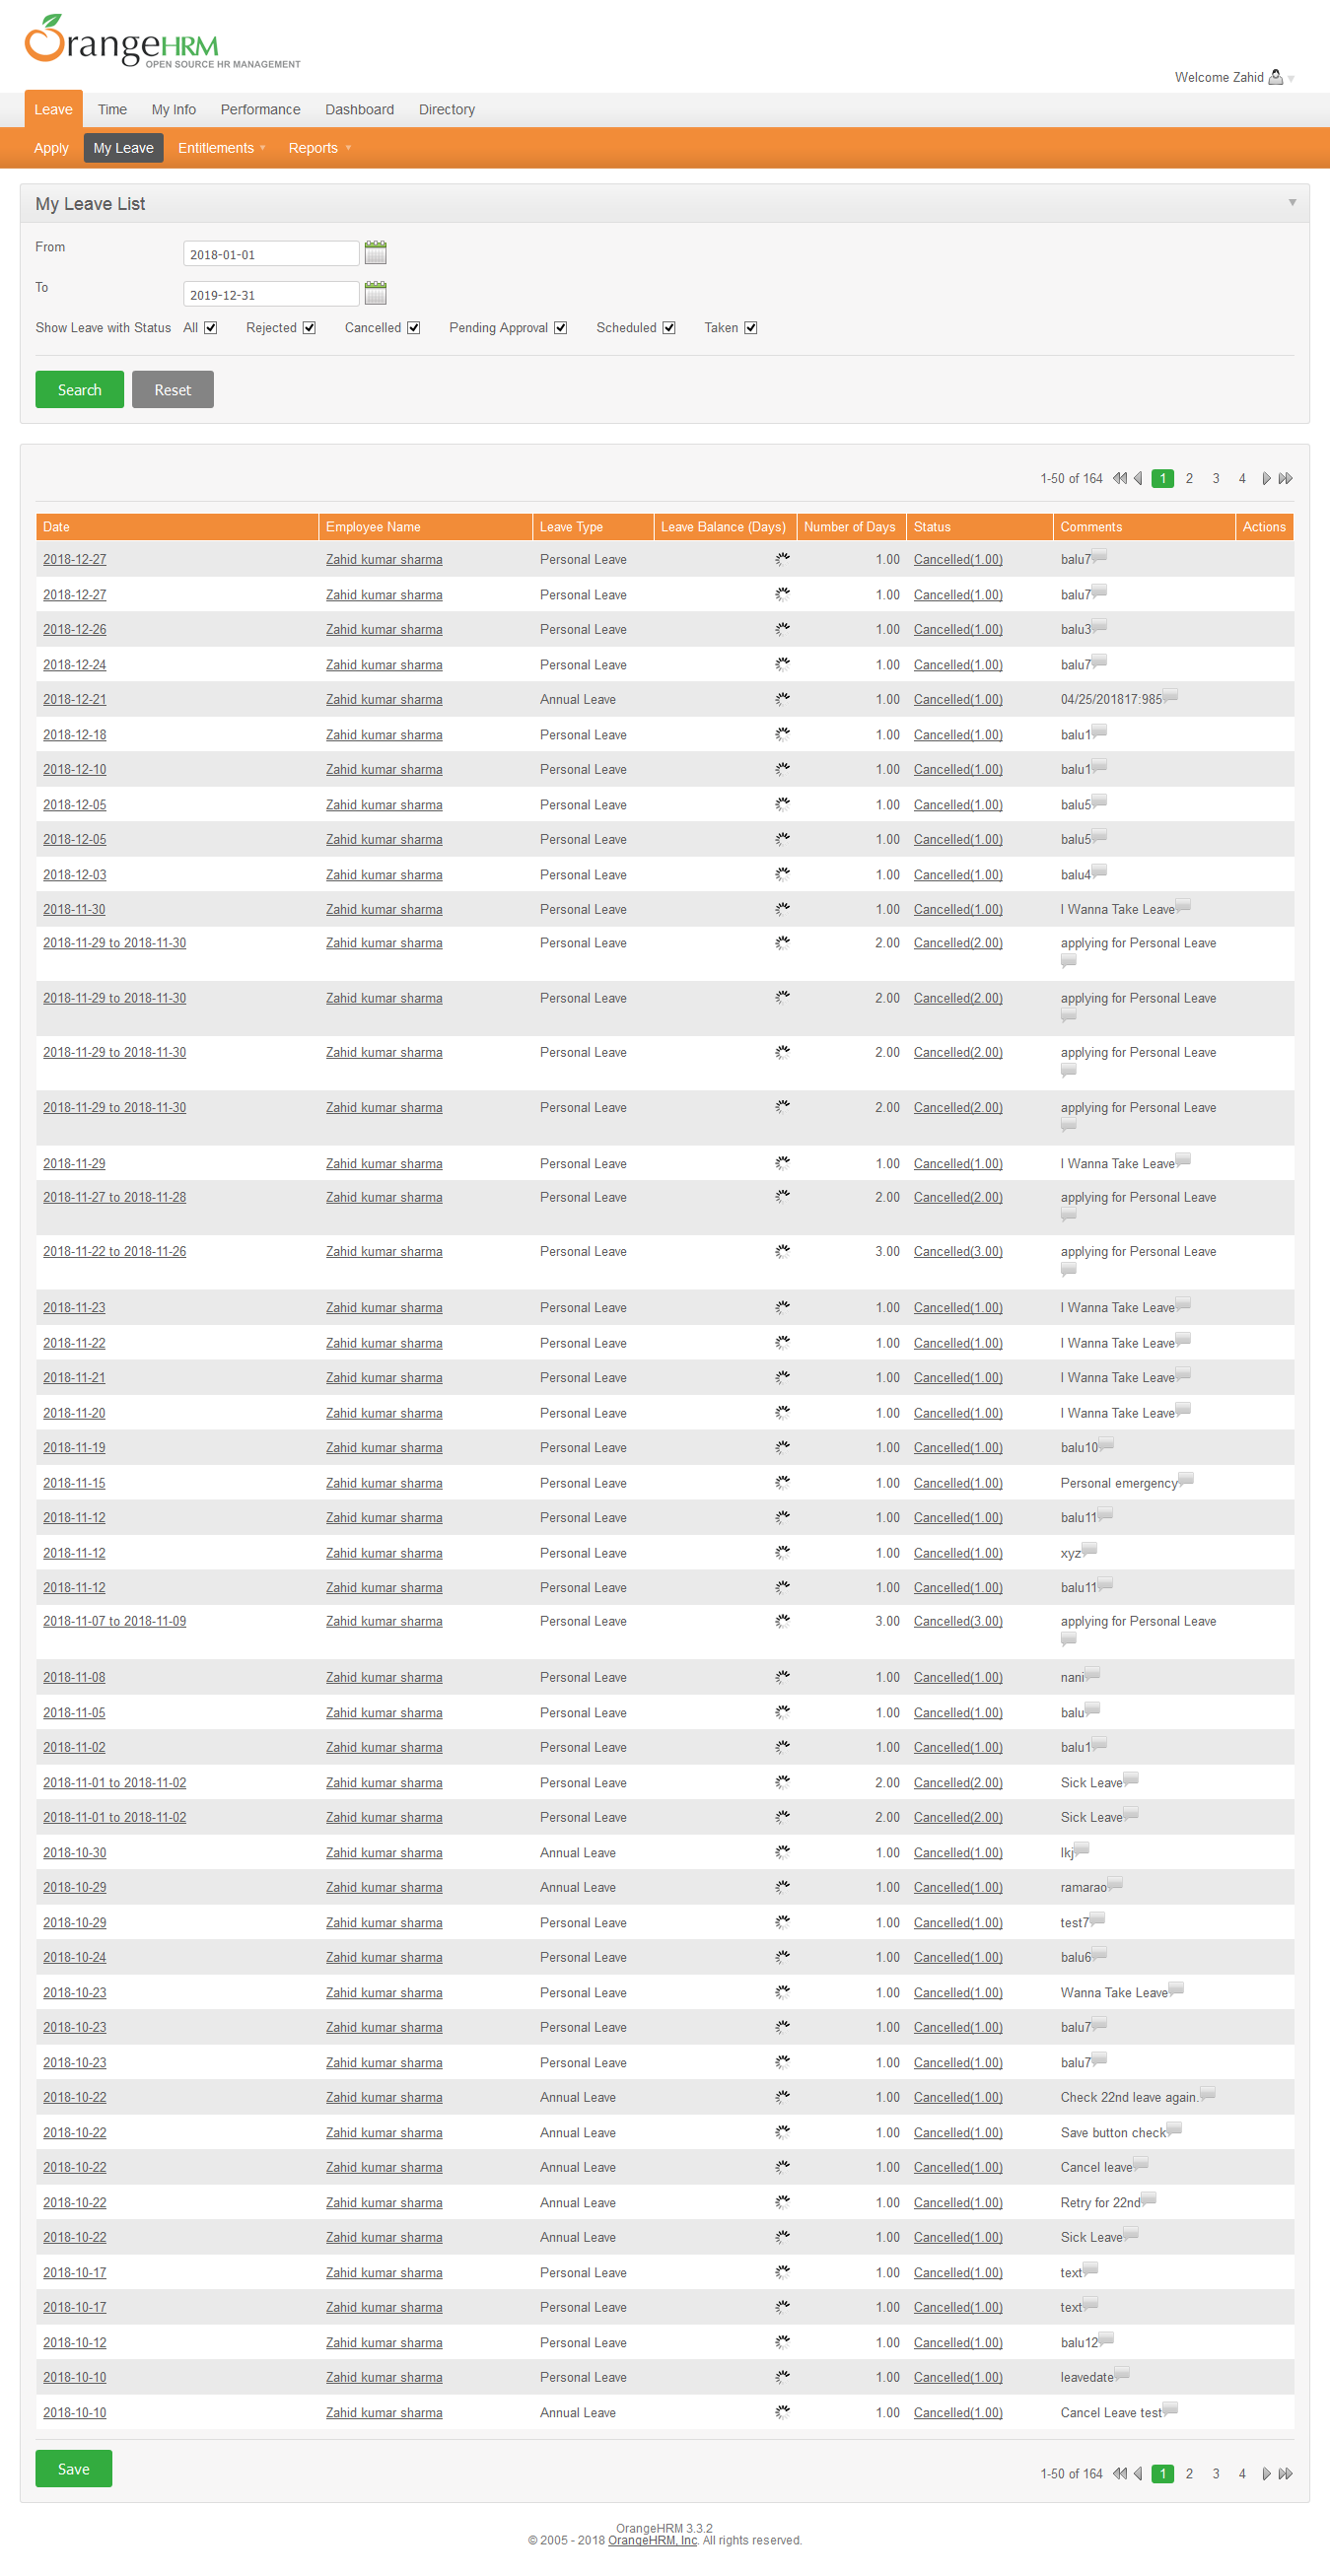 OrangeHRM
OPEN SOURCE HR MANAGEMENT
Welcome Zahid
Leave Time My Info Performance Dashboard Directory
Apply My Leave Entitlements Reports
My Leave List
From 2018-01-01
To 2019-12-31
Show Leave with Status All Rejected Cancelled Pending Approval Scheduled Taken
Search Reset
1-50 of 164 1 2 3 4
Date Employee Name Leave Type Leave Balance (Days) Number of Days Status Comments Actions
2018-12-27 Zahid kumar sharma Personal Leave 1.00 Cancelled(1.00) balu7
2018-12-27 Zahid kumar sharma Personal Leave 1.00 Cancelled(1.00) balu7
2018-12-26 Zahid kumar sharma Personal Leave 1.00 Cancelled(1.00) balu3
2018-12-24 Zahid kumar sharma Personal Leave 1.00 Cancelled(1.00) balu7
2018-12-21 Zahid kumar sharma Annual Leave 1.00 Cancelled(1.00) 04/25/201817:985
2018-12-18 Zahid kumar sharma Personal Leave 1.00 Cancelled(1.00) balu1
2018-12-10 Zahid kumar sharma Personal Leave 1.00 Cancelled(1.00) balu1
2018-12-05 Zahid kumar sharma Personal Leave 1.00 Cancelled(1.00) balu5
2018-12-05 Zahid kumar sharma Personal Leave 1.00 Cancelled(1.00) balu5
2018-12-03 Zahid kumar sharma Personal Leave 1.00 Cancelled(1.00) balu4
2018-11-30 Zahid kumar sharma Personal Leave 1.00 Cancelled(1.00) I Wanna Take Leave
2018-11-29 to 2018-11-30 Zahid kumar sharma Personal Leave 2.00 Cancelled(2.00) applying for Personal Leave
2018-11-29 to 2018-11-30 Zahid kumar sharma Personal Leave 2.00 Cancelled(2.00) applying for Personal Leave
2018-11-29 to 2018-11-30 Zahid kumar sharma Personal Leave 2.00 Cancelled(2.00) applying for Personal Leave
2018-11-29 to 2018-11-30 Zahid kumar sharma Personal Leave 2.00 Cancelled(2.00) applying for Personal Leave
2018-11-29 Zahid kumar sharma Personal Leave 1.00 Cancelled(1.00) I Wanna Take Leave
2018-11-27 to 2018-11-28 Zahid kumar sharma Personal Leave 2.00 Cancelled(2.00) applying for Personal Leave
2018-11-22 to 2018-11-26 Zahid kumar sharma Personal Leave 3.00 Cancelled(3.00) applying for Personal Leave
2018-11-23 Zahid kumar sharma Personal Leave 1.00 Cancelled(1.00) I Wanna Take Leave
2018-11-22 Zahid kumar sharma Personal Leave 1.00 Cancelled(1.00) I Wanna Take Leave
2018-11-21 Zahid kumar sharma Personal Leave 1.00 Cancelled(1.00) I Wanna Take Leave
2018-11-20 Zahid kumar sharma Personal Leave 1.00 Cancelled(1.00) I Wanna Take Leave
2018-11-19 Zahid kumar sharma Personal Leave 1.00 Cancelled(1.00) balu10
2018-11-15 Zahid kumar sharma Personal Leave 1.00 Cancelled(1.00) Personal emergency
2018-11-12 Zahid kumar sharma Personal Leave 1.00 Cancelled(1.00) balu11
2018-11-12 Zahid kumar sharma Personal Leave 1.00 Cancelled(1.00) xyz
2018-11-12 Zahid kumar sharma Personal Leave 1.00 Cancelled(1.00) balu11
2018-11-07 to 2018-11-09 Zahid kumar sharma Personal Leave 3.00 Cancelled(3.00) applying for Personal Leave
2018-11-08 Zahid kumar sharma Personal Leave 1.00 Cancelled(1.00) nani
2018-11-05 Zahid kumar sharma Personal Leave 1.00 Cancelled(1.00) balu
2018-11-02 Zahid kumar sharma Personal Leave 1.00 Cancelled(1.00) balu1
2018-11-01 to 2018-11-02 Zahid kumar sharma Personal Leave 2.00 Cancelled(2.00) Sick Leave
2018-11-01 to 2018-11-02 Zahid kumar sharma Personal Leave 2.00 Cancelled(2.00) Sick Leave
2018-10-30 Zahid kumar sharma Annual Leave 1.00 Cancelled(1.00) lkj
2018-10-29 Zahid kumar sharma Annual Leave 1.00 Cancelled(1.00) ramarao
2018-10-29 Zahid kumar sharma Personal Leave 1.00 Cancelled(1.00) test7
2018-10-24 Zahid kumar sharma Personal Leave 1.00 Cancelled(1.00) balu6
2018-10-23 Zahid kumar sharma Personal Leave 1.00 Cancelled(1.00) Wanna Take Leave
2018-10-23 Zahid kumar sharma Personal Leave 1.00 Cancelled(1.00) balu7
2018-10-23 Zahid kumar sharma Personal Leave 1.00 Cancelled(1.00) balu7
2018-10-22 Zahid kumar sharma Annual Leave 1.00 Cancelled(1.00) Check 22nd leave again.
2018-10-22 Zahid kumar sharma Annual Leave 1.00 Cancelled(1.00) Save button check
2018-10-22 Zahid kumar sharma Annual Leave 1.00 Cancelled(1.00) Cancel leave
2018-10-22 Zahid kumar sharma Annual Leave 1.00 Cancelled(1.00) Retry for 22nd
2018-10-22 Zahid kumar sharma Annual Leave 1.00 Cancelled(1.00) Sick Leave
2018-10-17 Zahid kumar sharma Personal Leave 1.00 Cancelled(1.00) text
2018-10-17 Zahid kumar sharma Personal Leave 1.00 Cancelled(1.00) text
2018-10-12 Zahid kumar sharma Personal Leave 1.00 Cancelled(1.00) balu12
2018-10-10 Zahid kumar sharma Personal Leave 1.00 Cancelled(1.00) leavedate
2018-10-10 Zahid kumar sharma Annual Leave 1.00 Cancelled(1.00) Cancel Leave test
Save 1-50 of 164 1 2 3 4
OrangeHRM 3.3.2
© 2005 - 2018 OrangeHRM, Inc. All rights reserved.